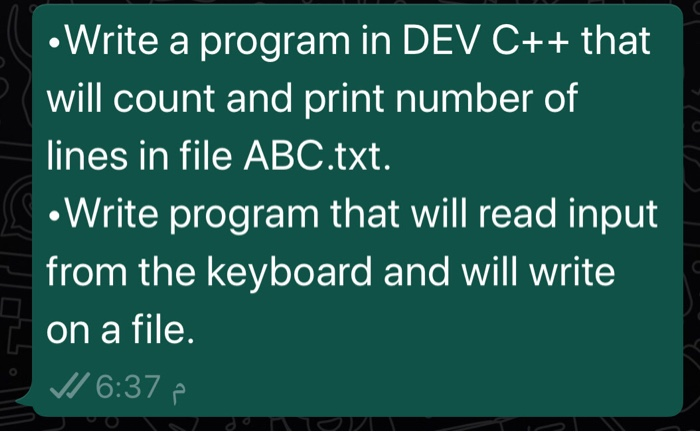 •Write a program in DEV C++ that
will count and print number of
lines in file ABC.txt.
•Write program that will read input
from the keyboard and will write
on a file.
6:37 م